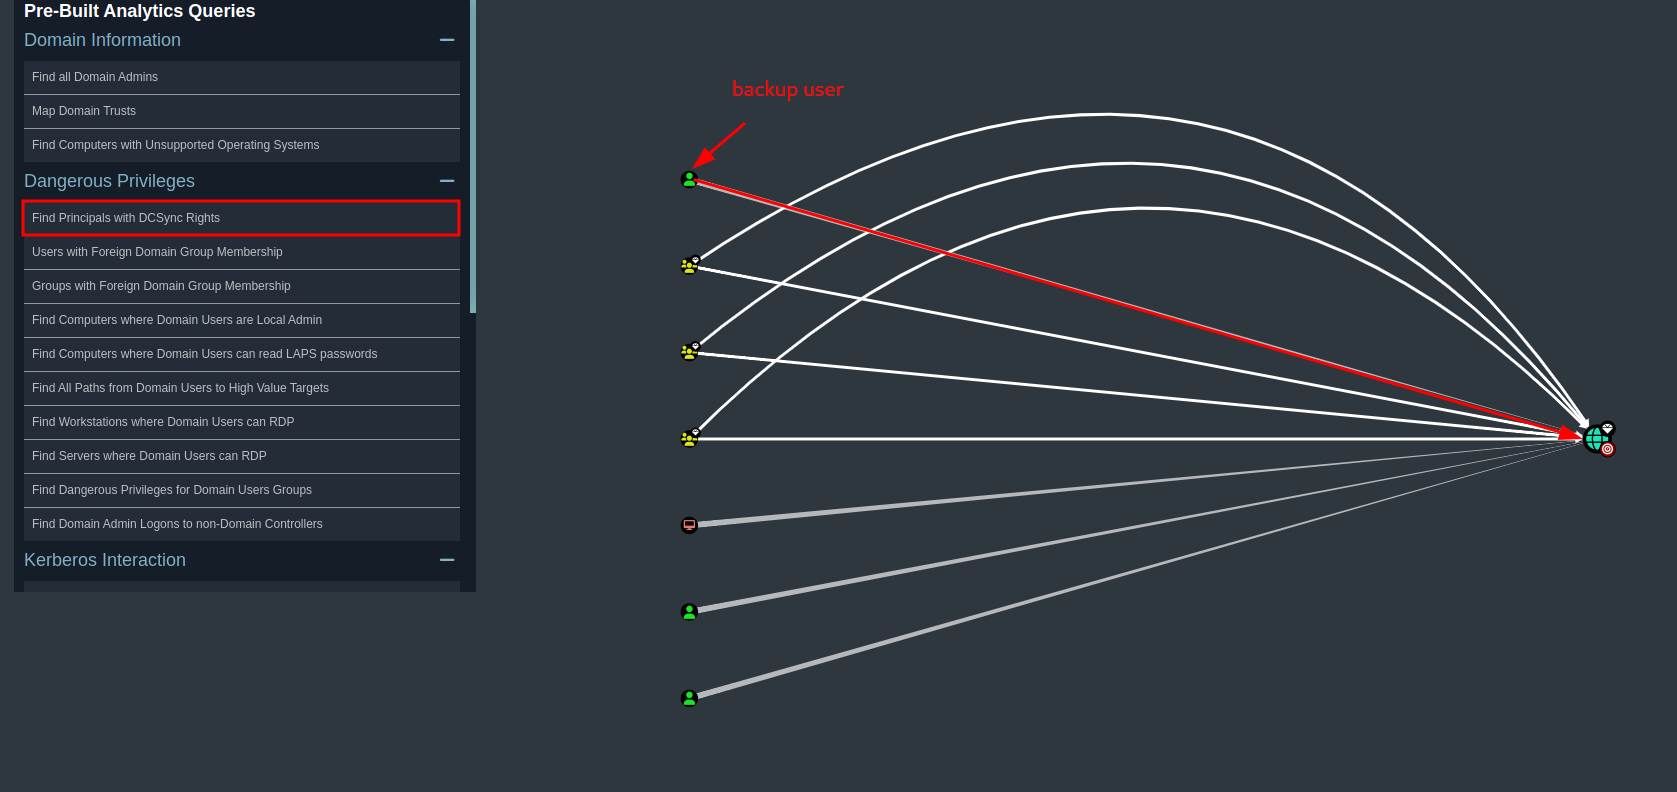 Pre-Built Analytics Queries
Domain Information
Find all Domain Admins
Map Domain Trusts
Find Computers with Unsupported Operating Systems
Dangerous Privileges
Find Principals with DCSync Rights
Users with Foreign Domain Group Membership
Groups with Foreign Domain Group Membership
Find Computers where Domain Users are Local Admin
Find Computers where Domain Users can read LAPS passwords
Find All Paths from Domain Users to High Value Targets
Find Workstations where Domain Users can RDP
Find Servers where Domain Users can RDP
Find Dangerous Privileges for Domain Users Groups
Find Domain Admin Logons to non-Domain Controllers
Kerberos Interaction
backup user